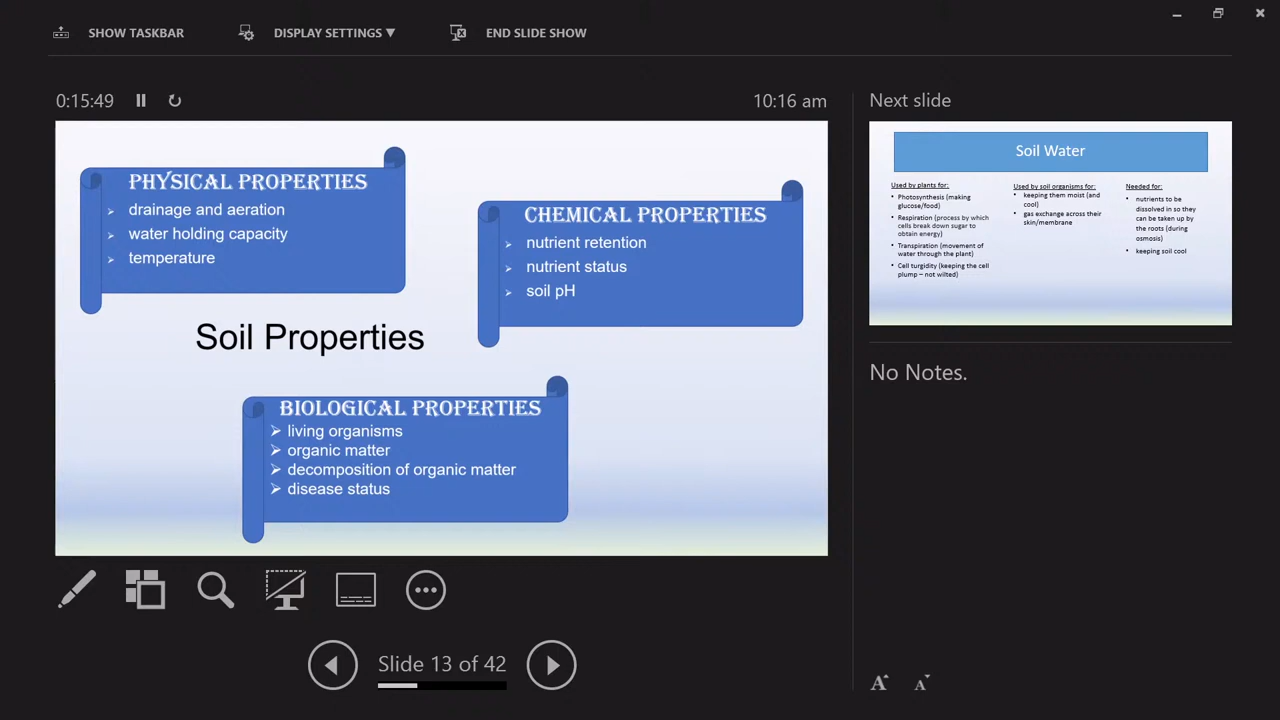 SHOW TASKBAR
DISPLAY SETTINGS ▼
END SLIDE SHOW
0:15:49
10:16 am
PHYSICAL PROPERTIES
➢ drainage and aeration
➢ water holding capacity
➢ temperature
CHEMICAL PROPERTIES
➢ nutrient retention
➢ nutrient status
➢ soil pH
Soil Properties
BIOLOGICAL PROPERTIES
➢ living organisms
➢ organic matter
➢ decomposition of organic matter
➢ disease status
Slide 13 of 42
Next slide
Soil Water
Used by plants for:
• Photosynthesis (making
glucose/food)
• Respiration (process by which
cells break down sugar to
obtain energy)
• Transpiration (movement of
water through the plant)
• Cell turgidity (keeping the cell
plump – not wilted)
Used by soil organisms for:
• keeping them moist (and
cool)
• gas exchange across their
skin/membrane
Needed for:
• nutrients to be
dissolved in so they
can be taken up by
the roots (during
osmosis)
• keeping soil cool
No Notes.
A A